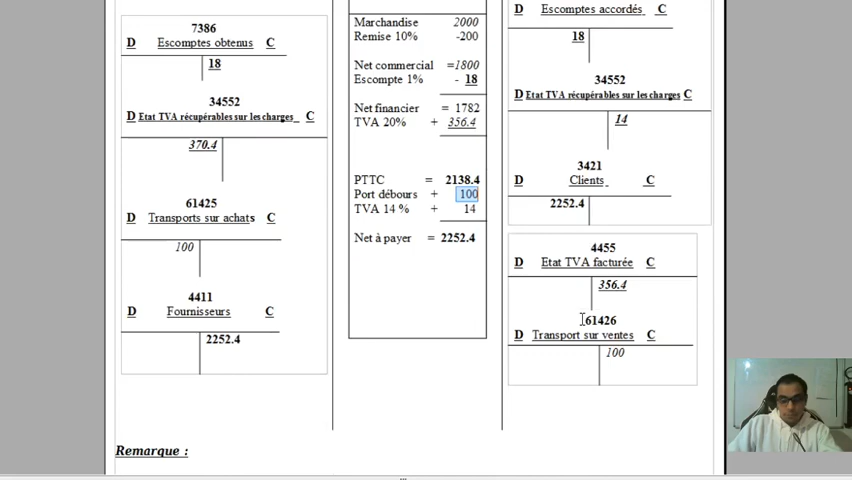 7386
D Escomptes obtenus C
18
34552
D Etat TVA récupérables sur les charges C
370.4
61425
D Transports sur achats C
100
4411
D Fournisseurs C
2252.4
Marchandise 2000
Remise 10% -200
Net commercial =1800
Escompte 1% - 18
Net financier = 1782
TVA 20% + 356.4
PTTC = 2138.4
Port débours + 100
TVA 14 % + 14
Net à payer = 2252.4
D Escomptes accordés C
18
34552
D Etat TVA récupérables sur les charges C
14
3421
D Clients C
2252.4
4455
D Etat TVA facturée C
356.4
61426
D Transport sur ventes C
100
Remarque :